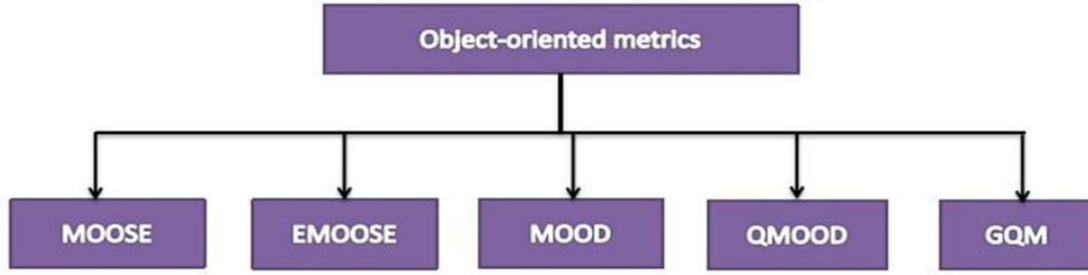 Object-oriented metrics
MOOSE
EMOOSE
MOOD
QMOOD
GQM